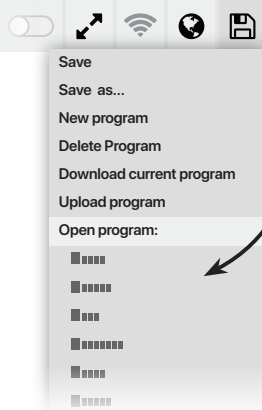 Save
Save as...
New program
Delete Program
Download current program
Upload program
Open program: